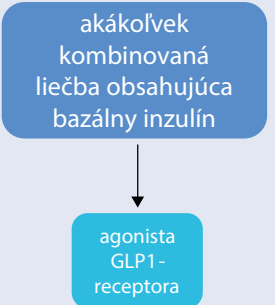 akákoľvek
kombinovaná
liečba obsahujúca
bazálny inzulín
agonista
GLP1-
receptora